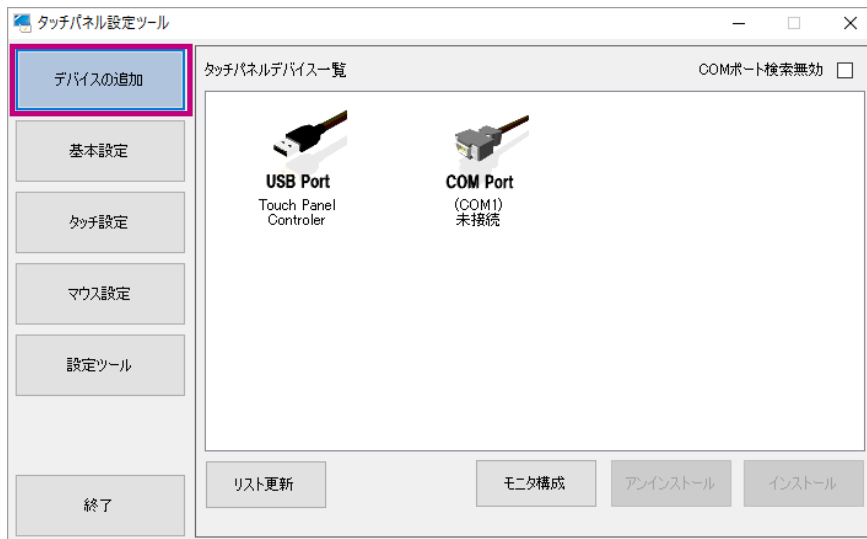 タッチパネル設定ツール
デバイスの追加
基本設定
タッチ設定
マウス設定
設定ツール
終了
タッチパネルデバイス一覧
COMポート検索無効
USB Port
Touch Panel
Controler
COM Port
(COM1)
未接続
リスト更新
モニタ構成
アンインストール
インストール